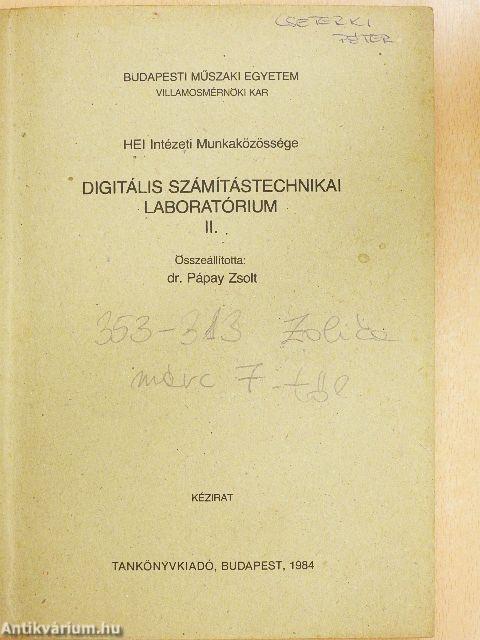 CSETERKI
PÉTER
BUDAPESTI MŰSZAKI EGYETEM
VILLAMOSMÉRNÖKI KAR
HEI Intézeti Munkaközössége
DIGITÁLIS SZÁMÍTÁSTECHNIKAI
LABORATÓRIUM
II.
Összeállította:
dr. Pápay Zsolt
353-313 Zolika
márc 7-től
KÉZIRAT
TANKÖNYVKIADÓ, BUDAPEST, 1984
Antikvárium.hu